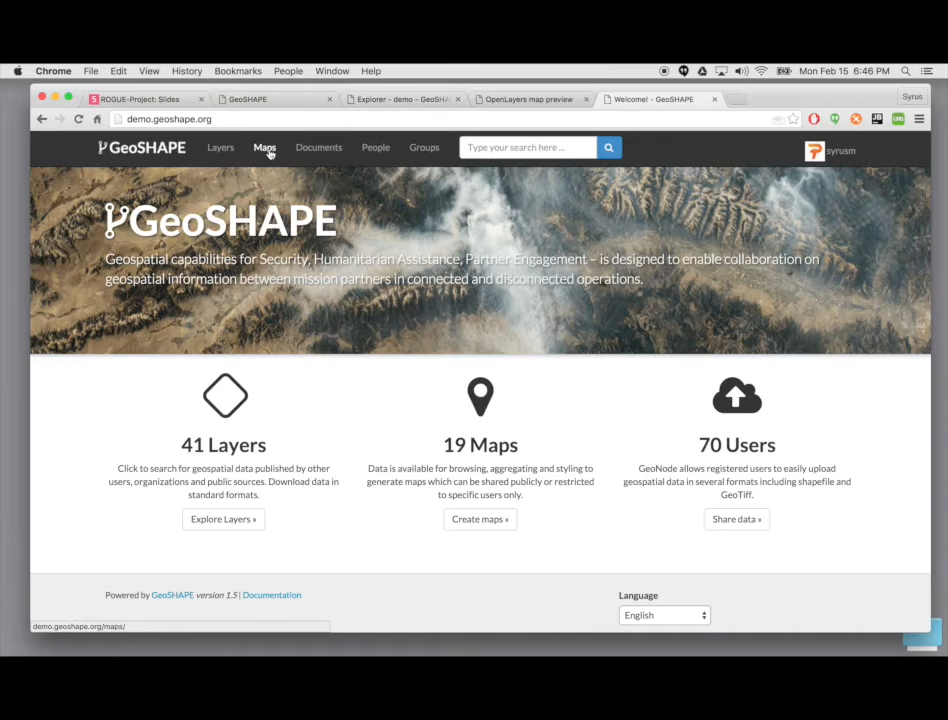 Chrome File Edit View History Bookmarks People Window Help Mon Feb 15 6:46 PM
ROGUE-Project: Slides GeoSHAPE Explorer - demo - GeoSHA OpenLayers map preview Welcome! - GeoSHAPE Syrus
demo.geoshape.org
GeoSHAPE Layers Maps Documents People Groups Type your search here ... syrusm
GeoSHAPE
Geospatial capabilities for Security, Humanitarian Assistance, Partner Engagement – is designed to enable collaboration on
geospatial information between mission partners in connected and disconnected operations.
41 Layers
Click to search for geospatial data published by other
users, organizations and public sources. Download data in
standard formats.
Explore Layers »
19 Maps
Data is available for browsing, aggregating and styling to
generate maps which can be shared publicly or restricted
to specific users only.
Create maps »
70 Users
GeoNode allows registered users to easily upload
geospatial data in several formats including shapefile and
GeoTiff.
Share data »
Powered by GeoSHAPE version 1.5 | Documentation
Language
English
demo.geoshape.org/maps/